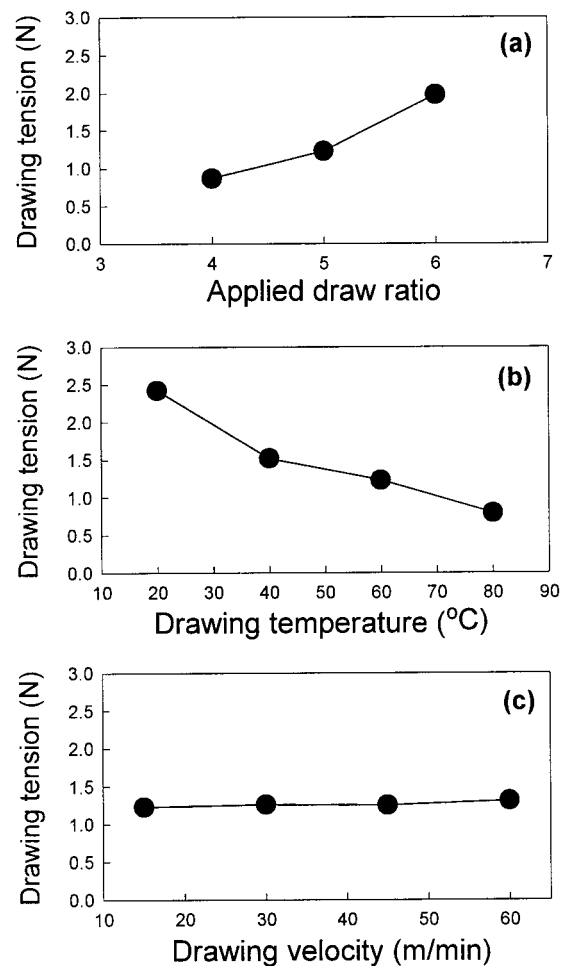 3.0
(a)
2.5
2.0
1.5
1.0
0.5
0.0
Drawing tension (N)
3 4 5 6 7
Applied draw ratio
3.0
(b)
2.5
2.0
1.5
1.0
0.5
0.0
Drawing tension (N)
10 20 30 40 50 60 70 80 90
Drawing temperature (°C)
3.0
(c)
2.5
2.0
1.5
1.0
0.5
0.0
Drawing tension (N)
10 20 30 40 50 60
Drawing velocity (m/min)